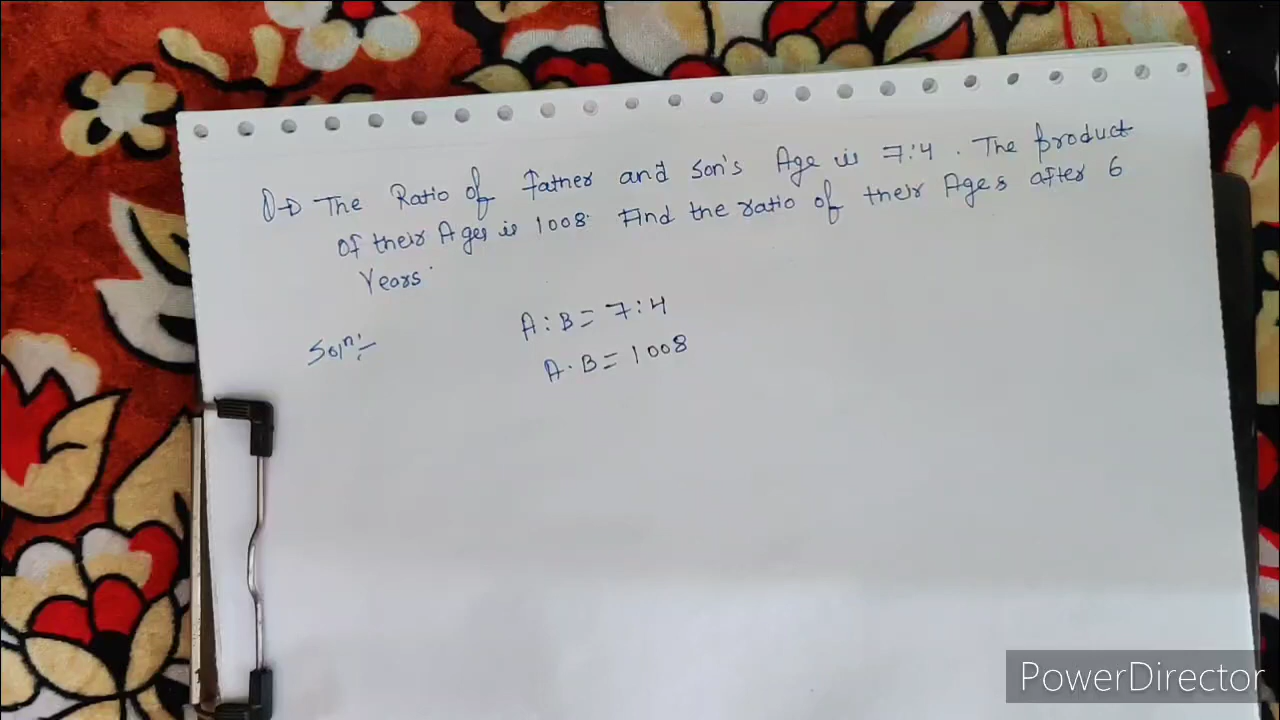 Q→ The Ratio of Father and Son's Age is 7:4. The product
of their Ages is 1008. Find the ratio of their Ages after 6
Years.
Solⁿ:-
A:B = 7:4
A·B = 1008
PowerDirector